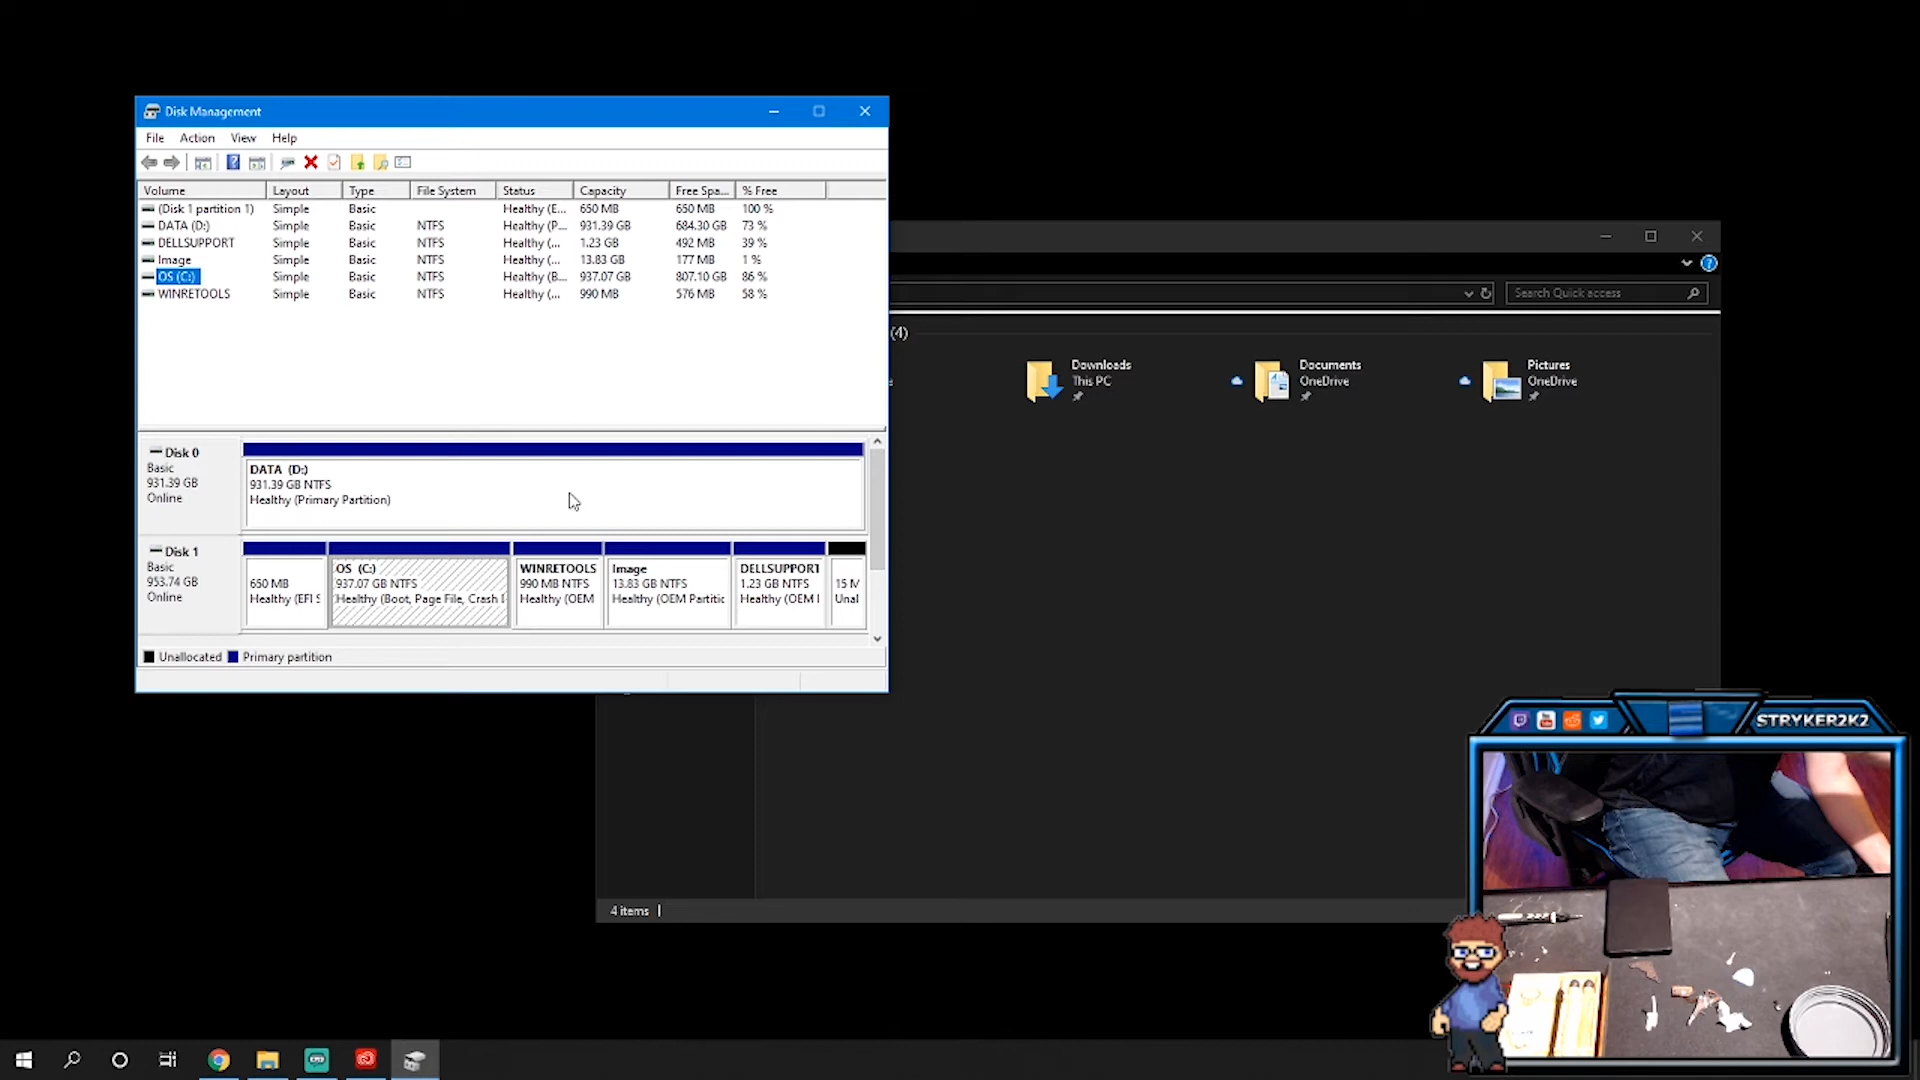 Disk Management
File Action View Help
Volume Layout Type File System Status Capacity Free Spa... % Free
(Disk 1 partition 1) Simple Basic Healthy (E... 650 MB 650 MB 100 %
DATA (D:) Simple Basic NTFS Healthy (P... 931.39 GB 684.30 GB 73 %
DELLSUPPORT Simple Basic NTFS Healthy (... 1.23 GB 492 MB 39 %
Image Simple Basic NTFS Healthy (... 13.83 GB 177 MB 1 %
OS (C:) Simple Basic NTFS Healthy (B... 937.07 GB 807.10 GB 86 %
WINRETOOLS Simple Basic NTFS Healthy (... 990 MB 576 MB 58 %
Search Quick access
(4)
Downloads
This PC
Documents
OneDrive
Pictures
OneDrive
Disk 0
Basic
931.39 GB
Online
DATA (D:)
931.39 GB NTFS
Healthy (Primary Partition)
Disk 1
Basic
953.74 GB
Online
650 MB
Healthy (EFI S
OS (C:)
937.07 GB NTFS
Healthy (Boot, Page File, Crash
WINRETOOLS
990 MB NTFS
Healthy (OEM
Image
13.83 GB NTFS
Healthy (OEM Partitic
DELLSUPPORT
1.23 GB NTFS
Healthy (OEM
15 M
Unal
Unallocated Primary partition
4 items
STRYKER2K2